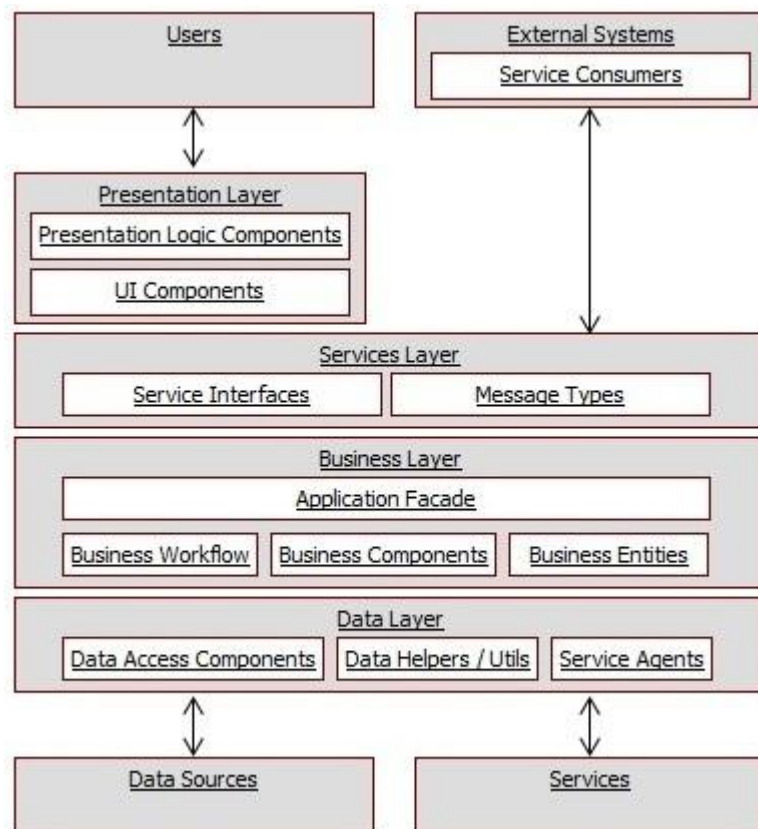 Users
External Systems
Service Consumers
Presentation Layer
Presentation Logic Components
UI Components
Services Layer
Service Interfaces
Message Types
Business Layer
Application Facade
Business Workflow
Business Components
Business Entities
Data Layer
Data Access Components
Data Helpers / Utils
Service Agents
Data Sources
Services